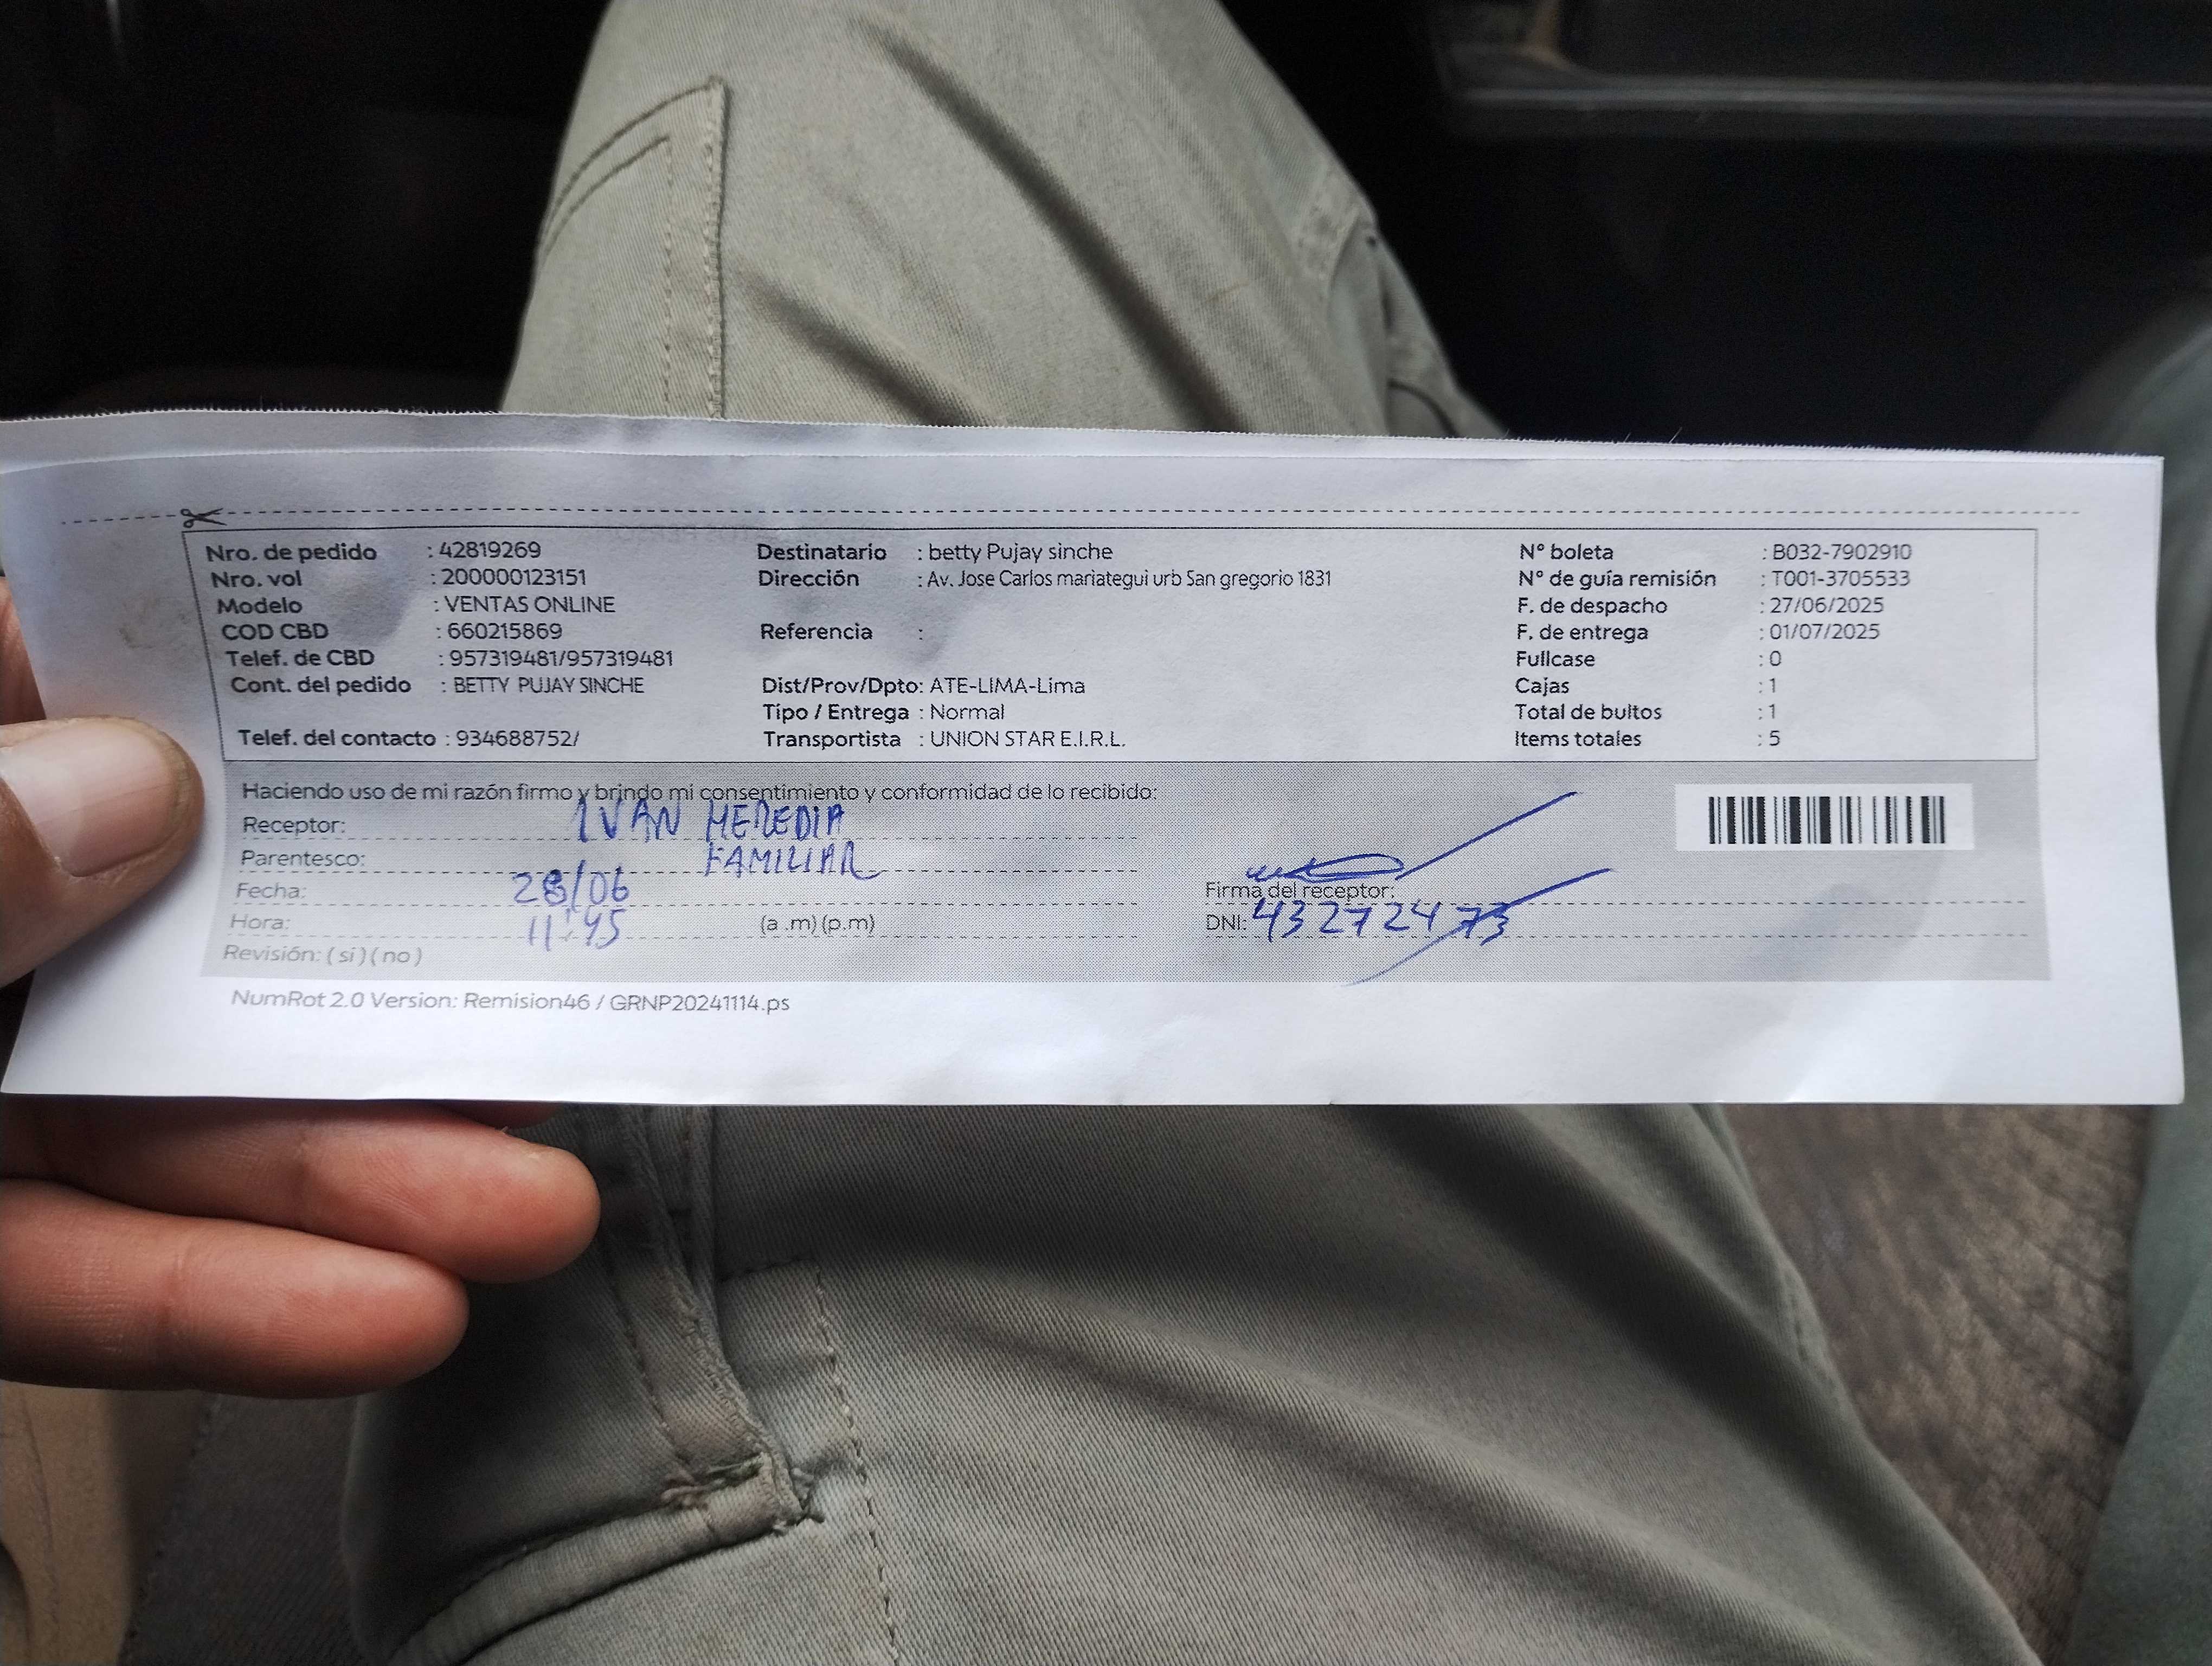 Nro. de pedido : 42819269 Destinatario : betty Pujay sinche N° boleta : B032-7902910
Nro. vol : 200000123151 Dirección : Av. Jose Carlos mariategui urb San gregorio 1831 N° de guía remisión : T001-3705533
Modelo : VENTAS ONLINE F. de despacho : 27/06/2025
COD CBD : 660215869 Referencia : F. de entrega : 01/07/2025
Telef. de CBD : 957319481/957319481 Fullcase : 0
Cont. del pedido : BETTY PUJAY SINCHE Dist/Prov/Dpto: ATE-LIMA-Lima Cajas : 1
Tipo / Entrega : Normal Total de bultos : 1
Telef. del contacto : 934688752/ Transportista : UNION STAR E.I.R.L. Items totales : 5
Haciendo uso de mi razón firmo y brindo mi consentimiento y conformidad de lo recibido:
Receptor: IVAN HEREDIA
Parentesco: FAMILIAR
Fecha: 28/06 Firma del receptor:
Hora: 11:45 (a .m) (p.m) DNI: 43272473
Revisión: ( si ) ( no )
NumRot 2.0 Version: Remision46 / GRNP20241114.ps